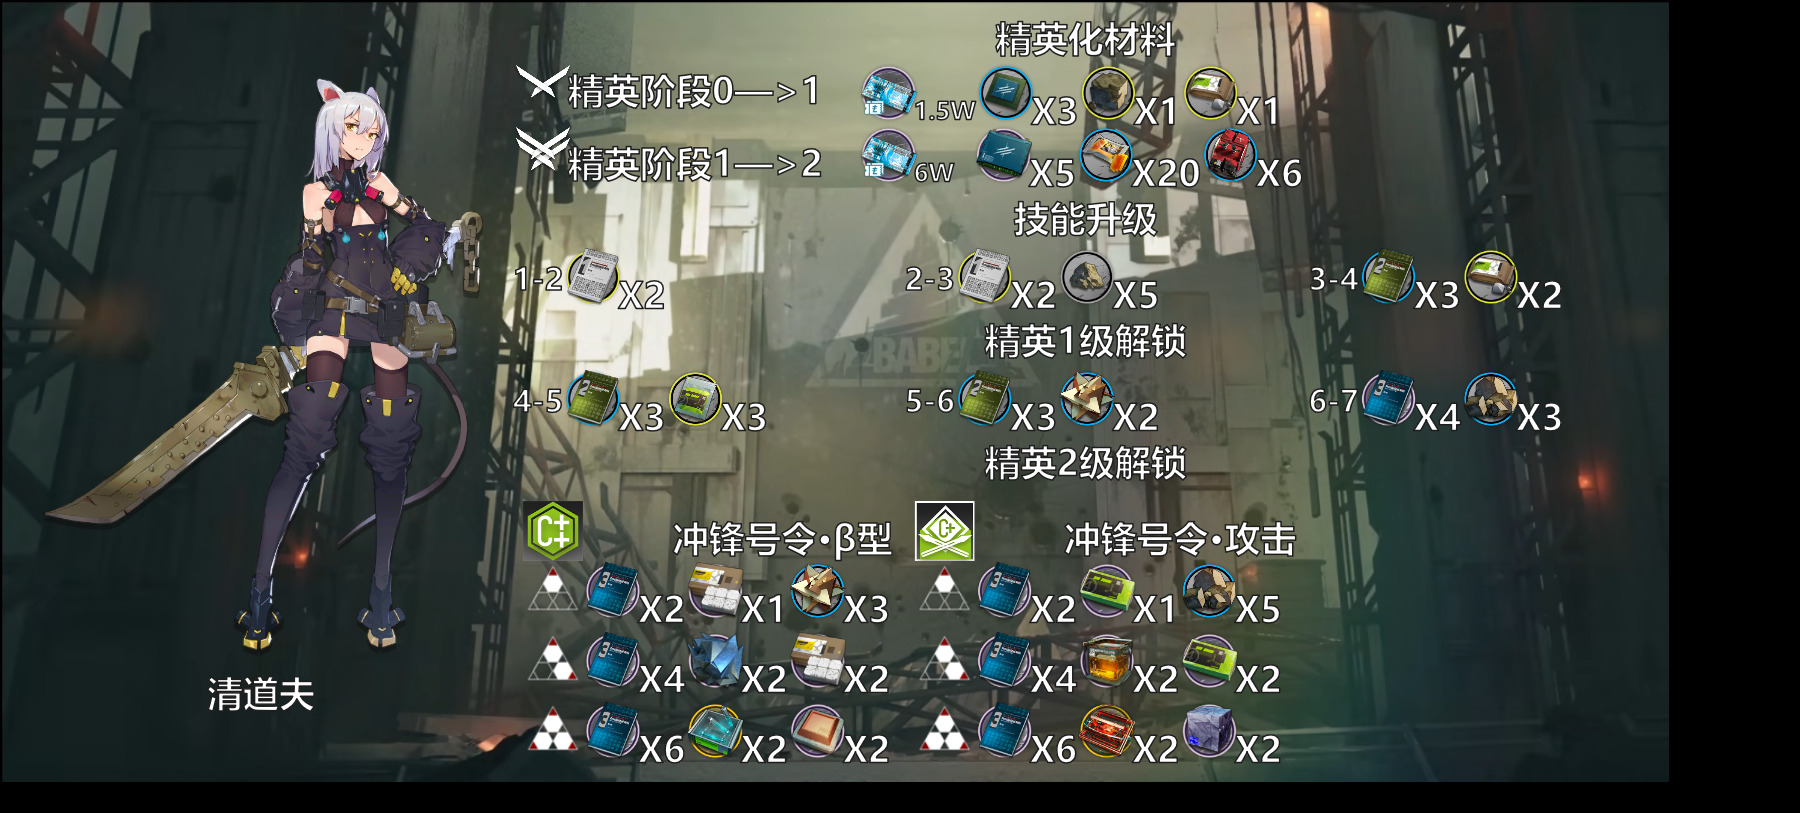 精英化材料
精英阶段0—>1 1.5W X3 X1 X1
精英阶段1—>2 6W X5 X20 X6
技能升级
1-2 X2 2-3 X2 X5 3-4 X3 X2
精英1级解锁
4-5 X3 X3 5-6 X3 X2 6-7 X4 X3
精英2级解锁
冲锋号令·β型 冲锋号令·攻击
X2 X1 X3 X2 X1 X5
X4 X2 X2 X4 X2 X2
X6 X2 X2 X6 X2 X2
清道夫
BABEL